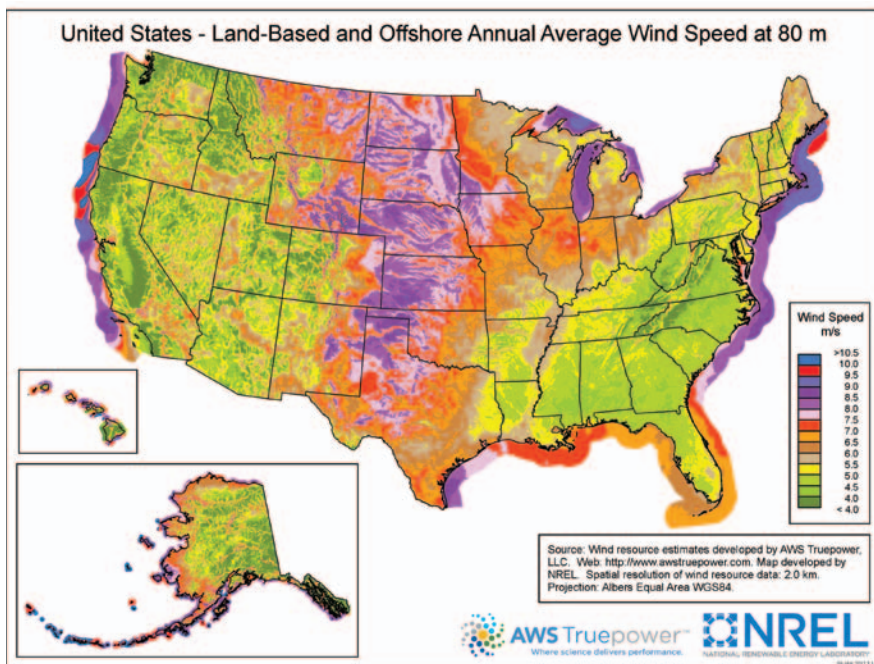 United States - Land-Based and Offshore Annual Average Wind Speed at 80 m
Wind Speed
m/s
>10.5
10.0
9.5
9.0
8.5
8.0
7.5
7.0
6.5
6.0
5.5
5.0
4.5
4.0
< 4.0
Source: Wind resource estimates developed by AWS Truepower,
LLC. Web: http://www.awstruepower.com. Map developed by
NREL. Spatial resolution of wind resource data: 2.0 km.
Projection: Albers Equal Area WGS84.
AWS Truepower™
Where science delivers performance.
NREL
NATIONAL RENEWABLE ENERGY LABORATORY